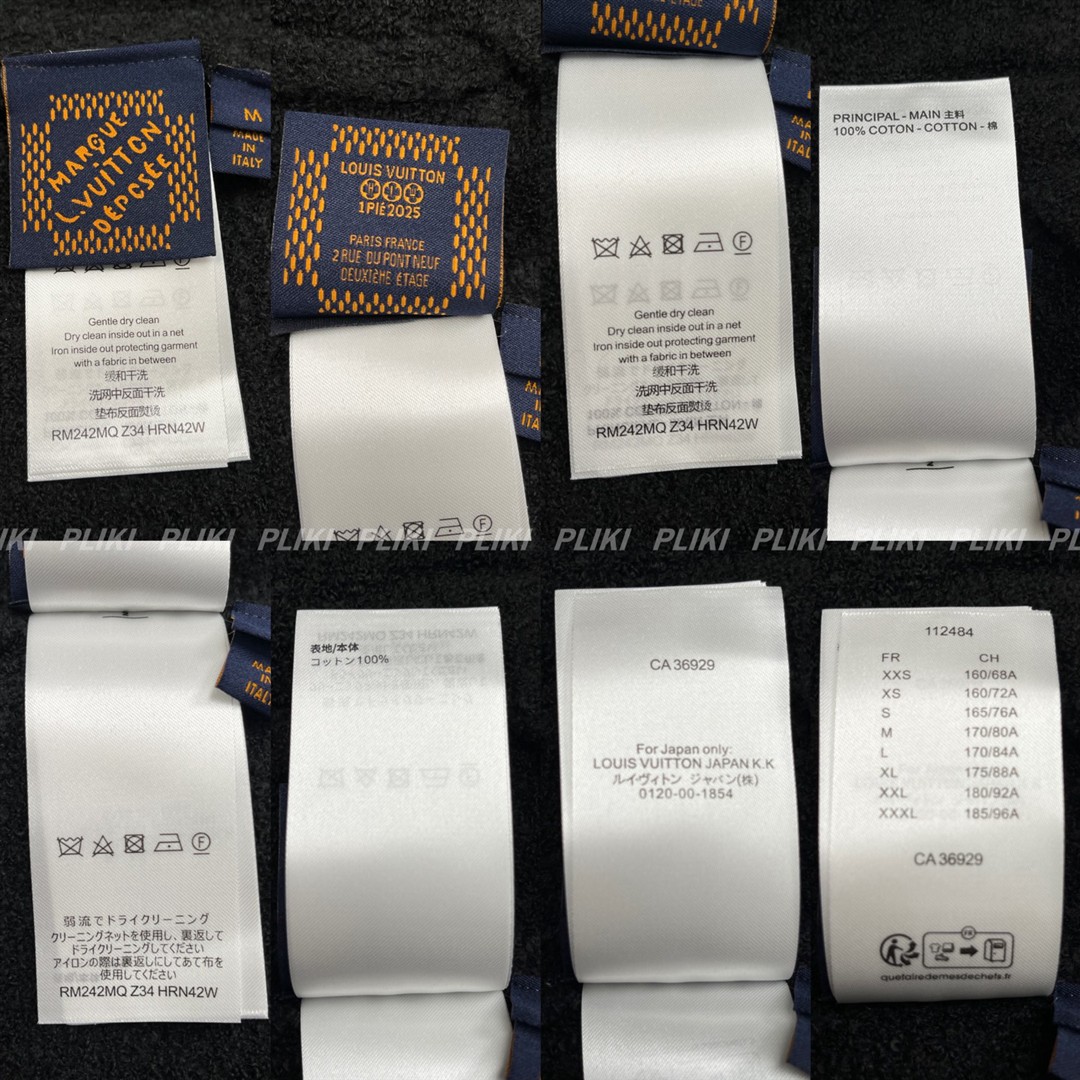 MARQUE
L.VUITTON
DÉPOSÉE
M
MADE
IN
ITALY
Gentle dry clean
Dry clean inside out in a net
Iron inside out protecting garment
with a fabric in between
缓和干洗
洗网中反面干洗
垫布反面熨烫
RM242MQ Z34 HRN42W
LOUIS VUITTON
1PIÉ2025
PARIS FRANCE
2 RUE DU PONT NEUF
DEUXIÈME ÉTAGE
F
F
Gentle dry clean
Dry clean inside out in a net
Iron inside out protecting garment
with a fabric in between
缓和干洗
洗网中反面干洗
垫布反面熨烫
RM242MQ Z34 HRN42W
PRINCIPAL - MAIN 主料
100% COTON - COTTON - 棉
PLIKI PLIKI PLIKI PLIKI PLIKI PLIKI PLIKI PLIKI
MADE
IN
ITALY
F
弱流でドライクリーニング
クリーニングネットを使用し、裏返して
ドライクリーニングしてください
アイロンの際は裏返しにしてあて布を
使用してください
RM242MQ Z34 HRN42W
表地/本体
コットン100%
CA 36929
For Japan only:
LOUIS VUITTON JAPAN K.K
ルイ・ヴィトン ジャパン(株)
0120-00-1854
112484
FR CH
XXS 160/68A
XS 160/72A
S 165/76A
M 170/80A
L 170/84A
XL 175/88A
XXL 180/92A
XXXL 185/96A
CA 36929
FR
quefairedemesdechets.fr